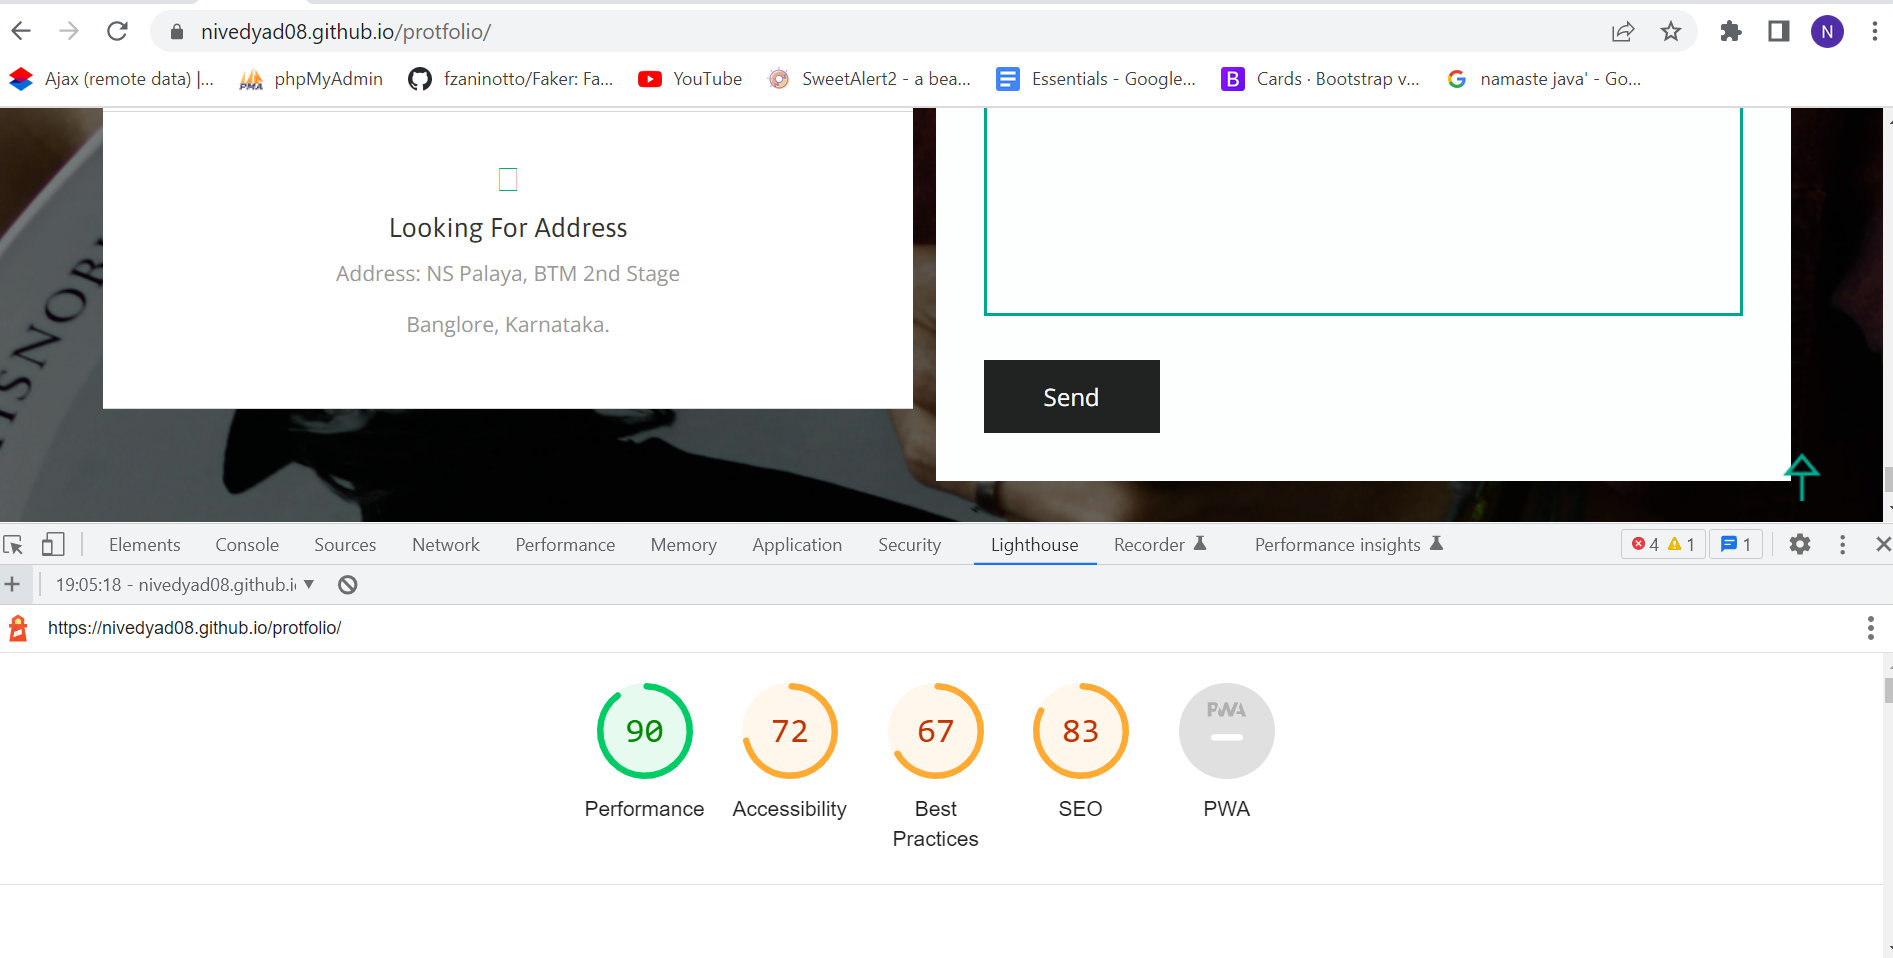 nivedyad08.github.io/protfolio/
N
Ajax (remote data) |... phpMyAdmin fzaninotto/Faker: Fa... YouTube SweetAlert2 - a bea... Essentials - Google... B Cards · Bootstrap v... namaste java' - Go...
PMA
ISNOR
Looking For Address
Address: NS Palaya, BTM 2nd Stage
Banglore, Karnataka.
Send
Elements Console Sources Network Performance Memory Application Security Lighthouse Recorder Performance insights 4 1 1
19:05:18 - nivedyad08.github.i
https://nivedyad08.github.io/protfolio/
90 72 67 83 PWA
Performance Accessibility Best Practices SEO PWA